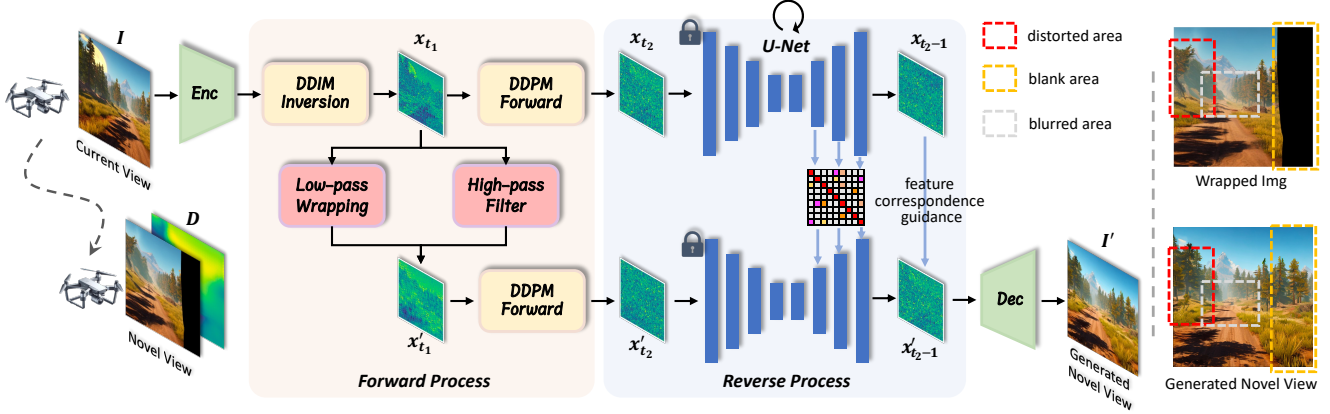 I
Current View
Enc
DDIM
Inversion
x_{t_1}
DDPM
Forward
x_{t_2}
U-Net
x_{t_2-1}
distorted area
blank area
blurred area
Wrapped Img
Low-pass
Wrapping
High-pass
Filter
feature
correspondence
guidance
D
Novel View
x'_{t_1}
DDPM
Forward
x'_{t_2}
x'_{t_2-1}
Dec
I'
Generated
Novel View
Forward Process
Reverse Process
Generated Novel View